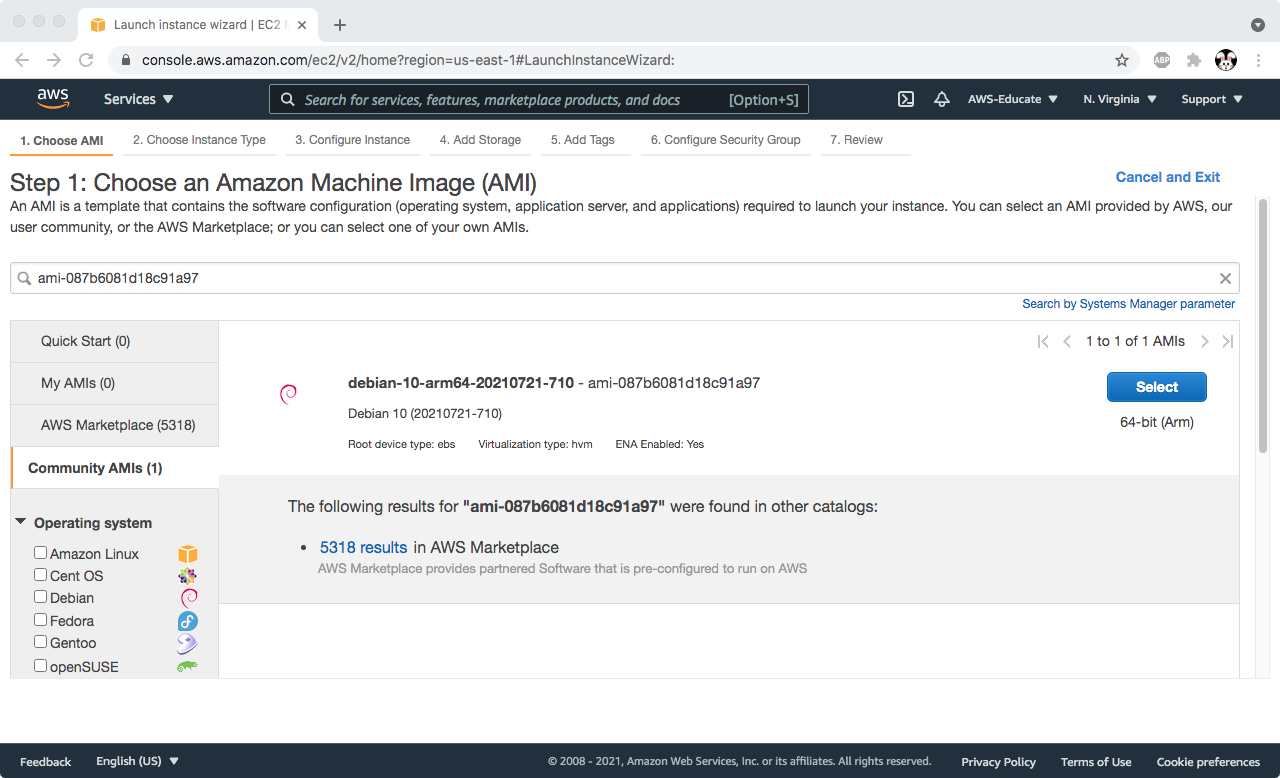 Launch instance wizard | EC2
console.aws.amazon.com/ec2/v2/home?region=us-east-1#LaunchInstanceWizard:
ABP
aws
Services
Search for services, features, marketplace products, and docs
[Option+S]
AWS-Educate
N. Virginia
Support
1. Choose AMI
2. Choose Instance Type
3. Configure Instance
4. Add Storage
5. Add Tags
6. Configure Security Group
7. Review
Step 1: Choose an Amazon Machine Image (AMI)
Cancel and Exit
An AMI is a template that contains the software configuration (operating system, application server, and applications) required to launch your instance. You can select an AMI provided by AWS, our
user community, or the AWS Marketplace; or you can select one of your own AMIs.
ami-087b6081d18c91a97
Search by Systems Manager parameter
Quick Start (0)
My AMIs (0)
AWS Marketplace (5318)
Community AMIs (1)
Operating system
Amazon Linux
Cent OS
Debian
Fedora
Gentoo
openSUSE
1 to 1 of 1 AMIs
debian-10-arm64-20210721-710 - ami-087b6081d18c91a97
Debian 10 (20210721-710)
Root device type: ebs
Virtualization type: hvm
ENA Enabled: Yes
Select
64-bit (Arm)
The following results for "ami-087b6081d18c91a97" were found in other catalogs:
• 5318 results in AWS Marketplace
AWS Marketplace provides partnered Software that is pre-configured to run on AWS
Feedback
English (US)
© 2008 - 2021, Amazon Web Services, Inc. or its affiliates. All rights reserved.
Privacy Policy
Terms of Use
Cookie preferences